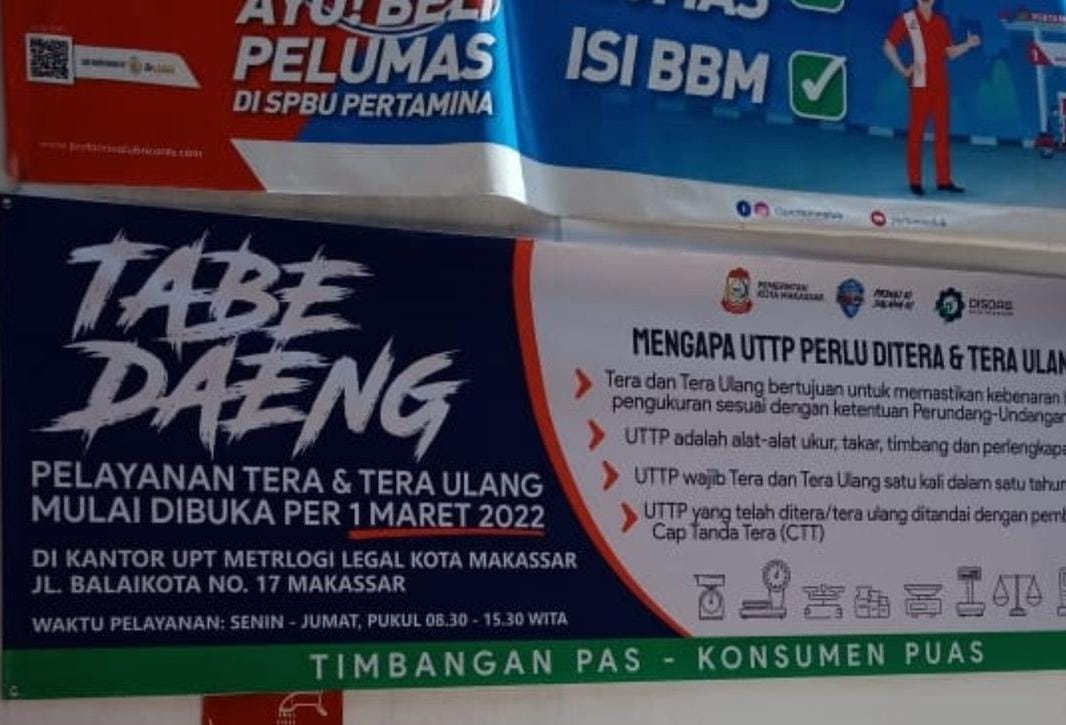 AYO! BELI
PELUMAS
DI SPBU PERTAMINA
www.pertaminalubricants.com
ISI BBM
TABE
DAENG
PELAYANAN TERA & TERA ULANG
MULAI DIBUKA PER 1 MARET 2022
DI KANTOR UPT METRLOGI LEGAL KOTA MAKASSAR
JL. BALAIKOTA NO. 17 MAKASSAR
WAKTU PELAYANAN: SENIN - JUMAT, PUKUL 08.30 - 15.30 WITA
PEMERINTAH
KOTA MAKASSAR
DISDAG
MENGAPA UTTP PERLU DITERA & TERA ULAN
Tera dan Tera Ulang bertujuan untuk memastikan kebenaran
pengukuran sesuai dengan ketentuan Perundang-Undangan
UTTP adalah alat-alat ukur, takar, timbang dan perlengkapa
UTTP wajib Tera dan Tera Ulang satu kali dalam satu tahun
UTTP yang telah ditera/tera ulang ditandai dengan pemb
Cap Tanda Tera (CTT)
TIMBANGAN PAS - KONSUMEN PUAS